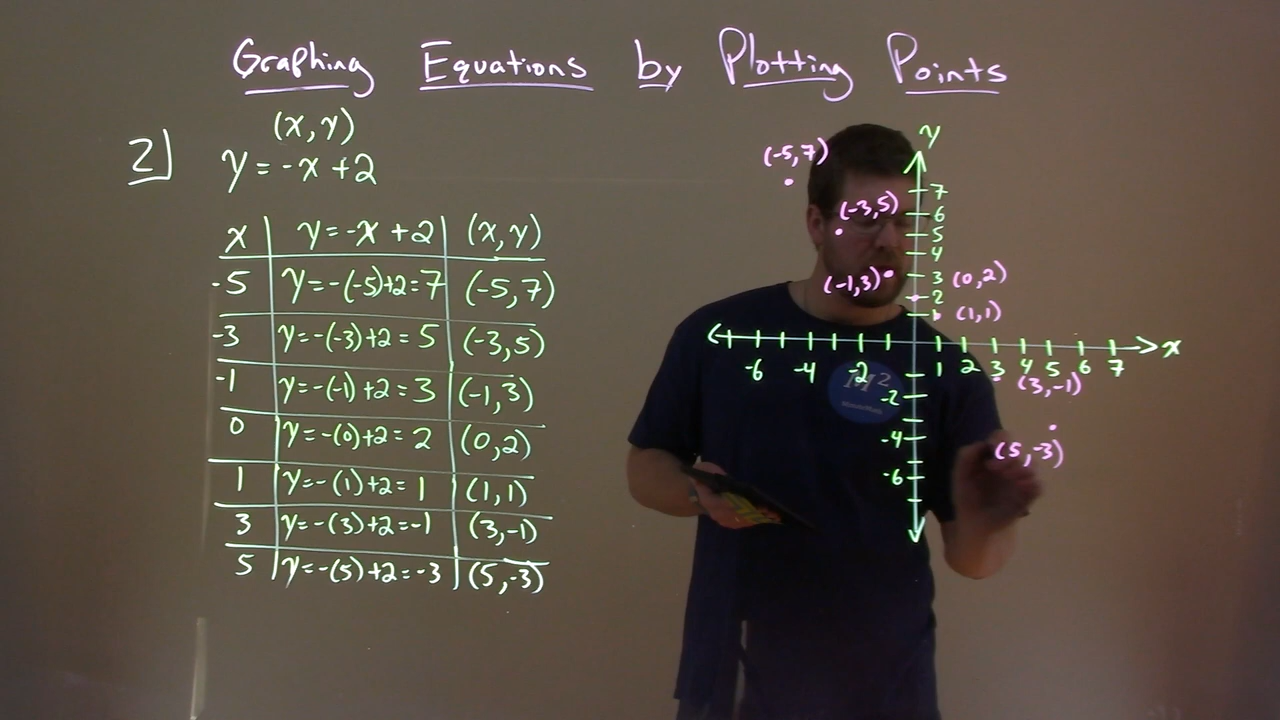 Graphing Equations by Plotting Points
(x,y)
2] y = -x +2
x y = -x +2 (x,y)
-5 y = -(-5)+2 = 7 (-5,7)
-3 y = -(-3)+2 = 5 (-3,5)
-1 y = -(-1) +2 = 3 (-1,3)
0 y = -(0)+2 = 2 (0,2)
1 y = -(1)+2 = 1 (1,1)
3 y = -(3)+2 = -1 (3,-1)
5 y = -(5)+2 = -3 (5,-3)
y
(-5,7)
7
(-3,5) 6
5
4
(-1,3) 3 (0,2)
2
1 (1,1)
x
-6 -4 -2 1 2 3 4 5 6 7
M²
(3,-1)
-2
-4
(5,-3)
-6